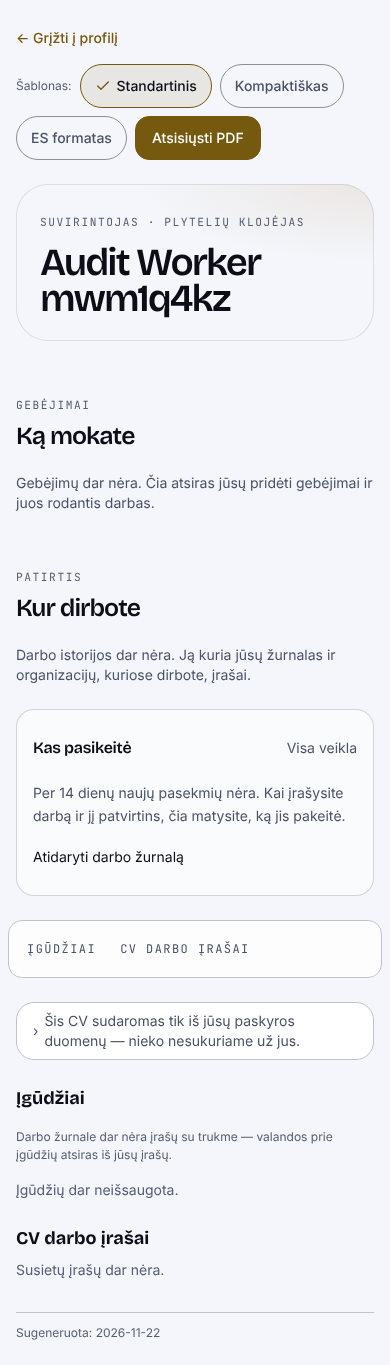 ← Grįžti į profilį
Šablonas: ✓ Standartinis Kompaktiškas
ES formatas Atsisiųsti PDF
SUVIRINTOJAS · PLYTELIŲ KLOJĖJAS
Audit Worker
mwm1q4kz
GEBĖJIMAI
Ką mokate
Gebėjimų dar nėra. Čia atsiras jūsų pridėti gebėjimai ir
juos rodantis darbas.
PATIRTIS
Kur dirbote
Darbo istorijos dar nėra. Ją kuria jūsų žurnalas ir
organizacijų, kuriose dirbote, įrašai.
Kas pasikeitė Visa veikla
Per 14 dienų naujų pasekmių nėra. Kai įrašysite
darbą ir jį patvirtins, čia matysite, ką jis pakeitė.
Atidaryti darbo žurnalą
ĮGŪDŽIAI CV DARBO ĮRAŠAI
› Šis CV sudaromas tik iš jūsų paskyros
duomenų — nieko nesukuriame už jus.
Įgūdžiai
Darbo žurnale dar nėra įrašų su trukme — valandos prie
įgūdžių atsiras iš jūsų įrašų.
Įgūdžių dar neišsaugota.
CV darbo įrašai
Susietų įrašų dar nėra.
Sugeneruota: 2026-11-22